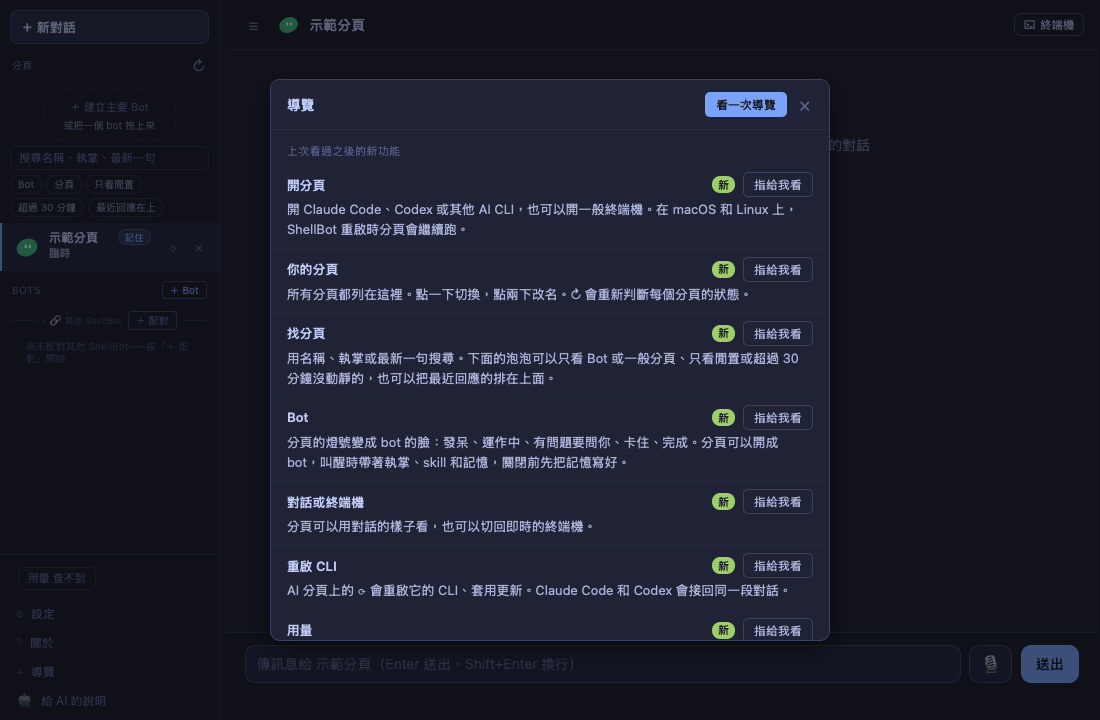 + 新對話
分頁
+ 建立主要 Bot
或把一個 bot 拖上來
搜尋名稱、執掌、最新一句
Bot
分頁
只看閒置
超過 30 分鐘
最近回應在上
示範分頁
記住
臨時
BOTS
+ Bot
其他 ShellBot
+ 配對
尚未配對其他 ShellBot——按「+ 配
對」開始
用量 查不到
設定
? 關於
導覽
給 AI 的說明
示範分頁
終端機
的對話
導覽
看一次導覽
上次看過之後的新功能
開分頁
新
指給我看
開 Claude Code、Codex 或其他 AI CLI，也可以開一般終端機。在 macOS 和 Linux 上，
ShellBot 重啟時分頁會繼續跑。
你的分頁
新
指給我看
所有分頁都列在這裡。點一下切換，點兩下改名。↻ 會重新判斷每個分頁的狀態。
找分頁
新
指給我看
用名稱、執掌或最新一句搜尋。下面的泡泡可以只看 Bot 或一般分頁、只看閒置或超過 30
分鐘沒動靜的，也可以把最近回應的排在上面。
Bot
新
指給我看
分頁的燈號變成 bot 的臉：發呆、運作中、有問題要問你、卡住、完成。分頁可以開成
bot，叫醒時帶著執掌、skill 和記憶，關閉前先把記憶寫好。
對話或終端機
新
指給我看
分頁可以用對話的樣子看，也可以切回即時的終端機。
重啟 CLI
新
指給我看
AI 分頁上的 ⟳ 會重啟它的 CLI、套用更新。Claude Code 和 Codex 會接回同一段對話。
用量
新
指給我看
傳訊息給 示範分頁（Enter 送出，Shift+Enter 換行）
送出